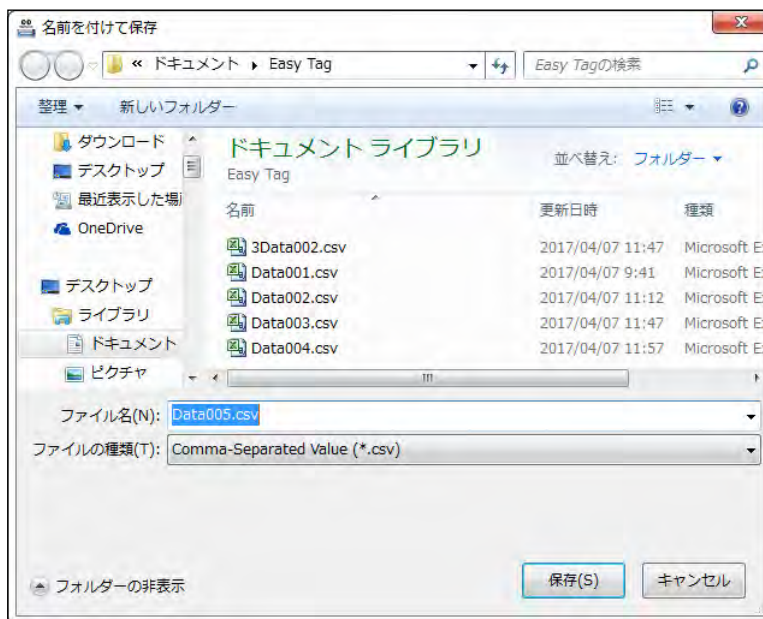 名前を付けて保存
« ドキュメント ▸ Easy Tag
Easy Tagの検索
整理 新しいフォルダー
ダウンロード
デスクトップ
最近表示した場
OneDrive
デスクトップ
ライブラリ
ドキュメント
ピクチャ
ドキュメント ライブラリ
Easy Tag
並べ替え: フォルダー
名前 更新日時 種類
3Data002.csv 2017/04/07 11:47 Microsoft E
Data001.csv 2017/04/07 9:41 Microsoft E
Data002.csv 2017/04/07 11:12 Microsoft E
Data003.csv 2017/04/07 11:47 Microsoft E
Data004.csv 2017/04/07 11:57 Microsoft E
ファイル名(N): Data005.csv
ファイルの種類(T): Comma-Separated Value (*.csv)
フォルダーの非表示
保存(S) キャンセル